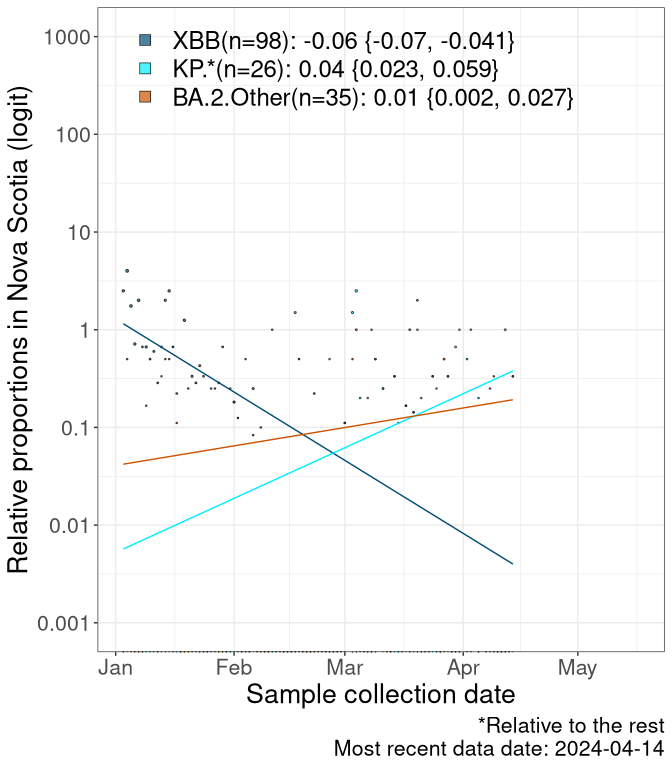 XBB(n=98): -0.06 {-0.07, -0.041}
KP.*(n=26): 0.04 {0.023, 0.059}
BA.2.Other(n=35): 0.01 {0.002, 0.027}
Relative proportions in Nova Scotia (logit)
1000
100
10
1
0.1
0.01
0.001
Jan Feb Mar Apr May
Sample collection date
*Relative to the rest
Most recent data date: 2024-04-14